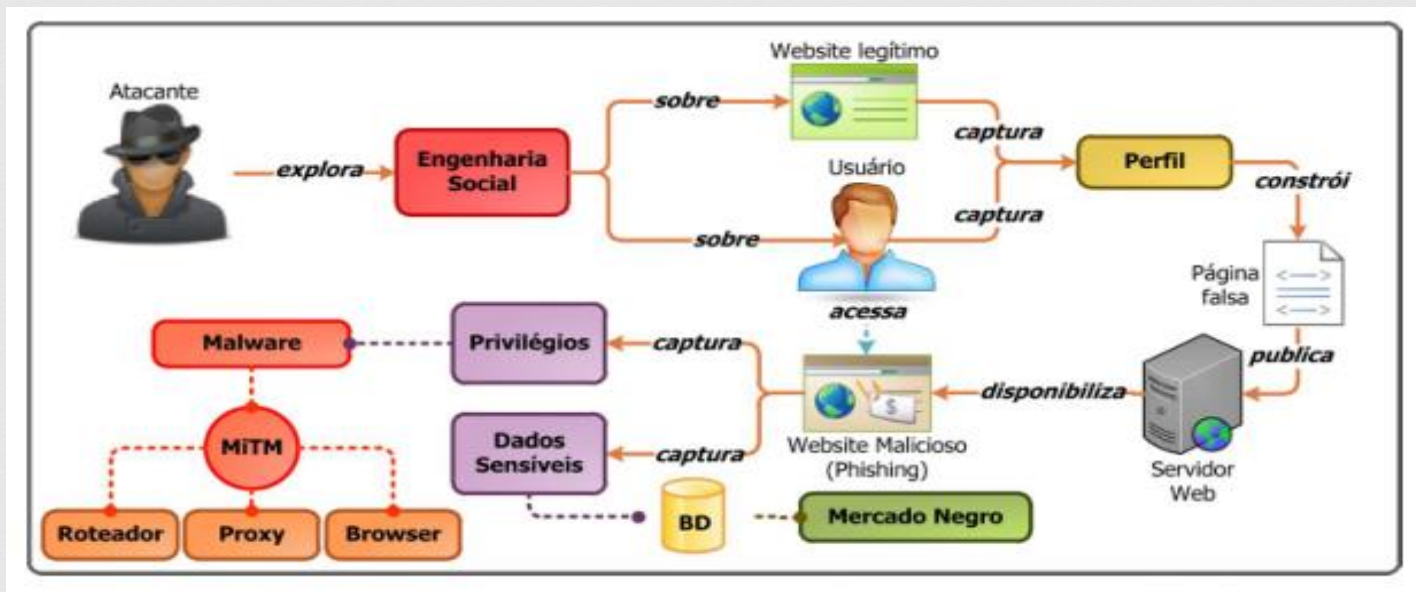 Website legítimo
Atacante
sobre
captura
explora
Engenharia
Social
Perfil
Usuário
constrói
captura
sobre
Página
falsa
acessa
Malware
Privilégios
captura
publica
disponibiliza
MiTM
Dados
Sensíveis
captura
Website Malicioso
(Phishing)
Servidor
Web
BD
Mercado Negro
Roteador
Proxy
Browser
$